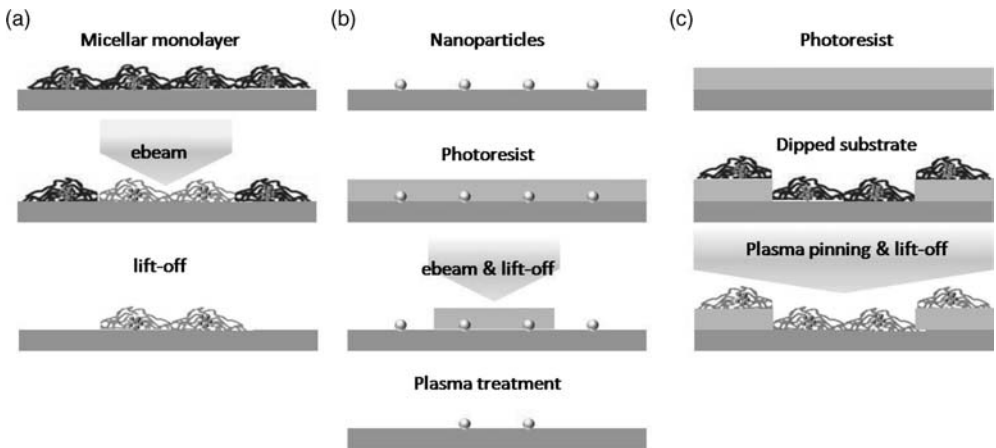 (a)
Micellar monolayer
ebeam
lift-off
(b)
Nanoparticles
Photoresist
ebeam & lift-off
Plasma treatment
(c)
Photoresist
Dipped substrate
Plasma pinning & lift-off